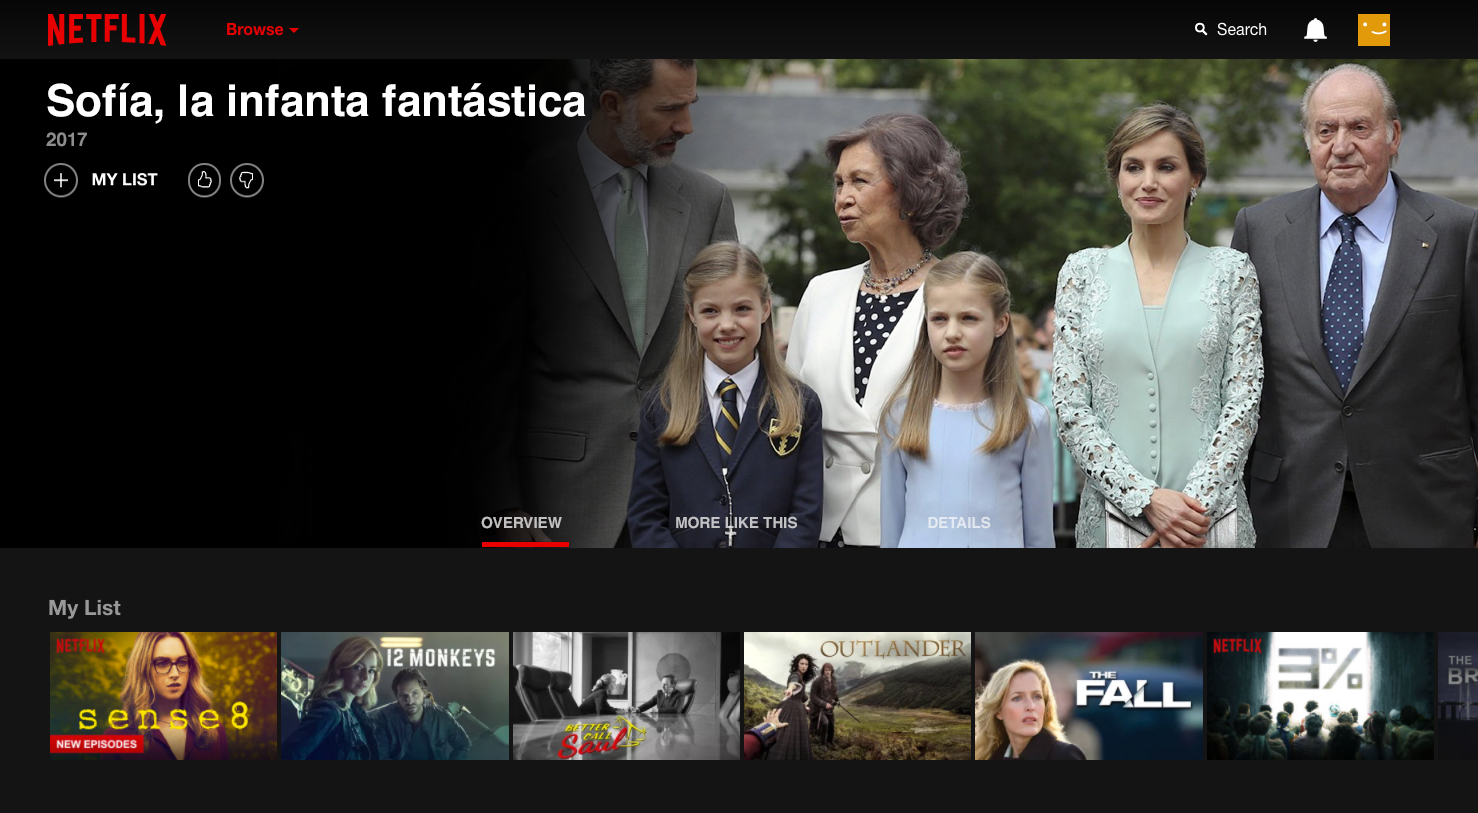 NETFLIX
Browse
Search
Sofía, la infanta fantástica
2017
MY LIST
OVERVIEW
MORE LIKE THIS
DETAILS
My List
NETFLIX
sense8
NEW EPISODES
12 MONKEYS
BETTER
CALL
Saul
OUTLANDER
THE
FALL
NETFLIX
3%
THE
BR